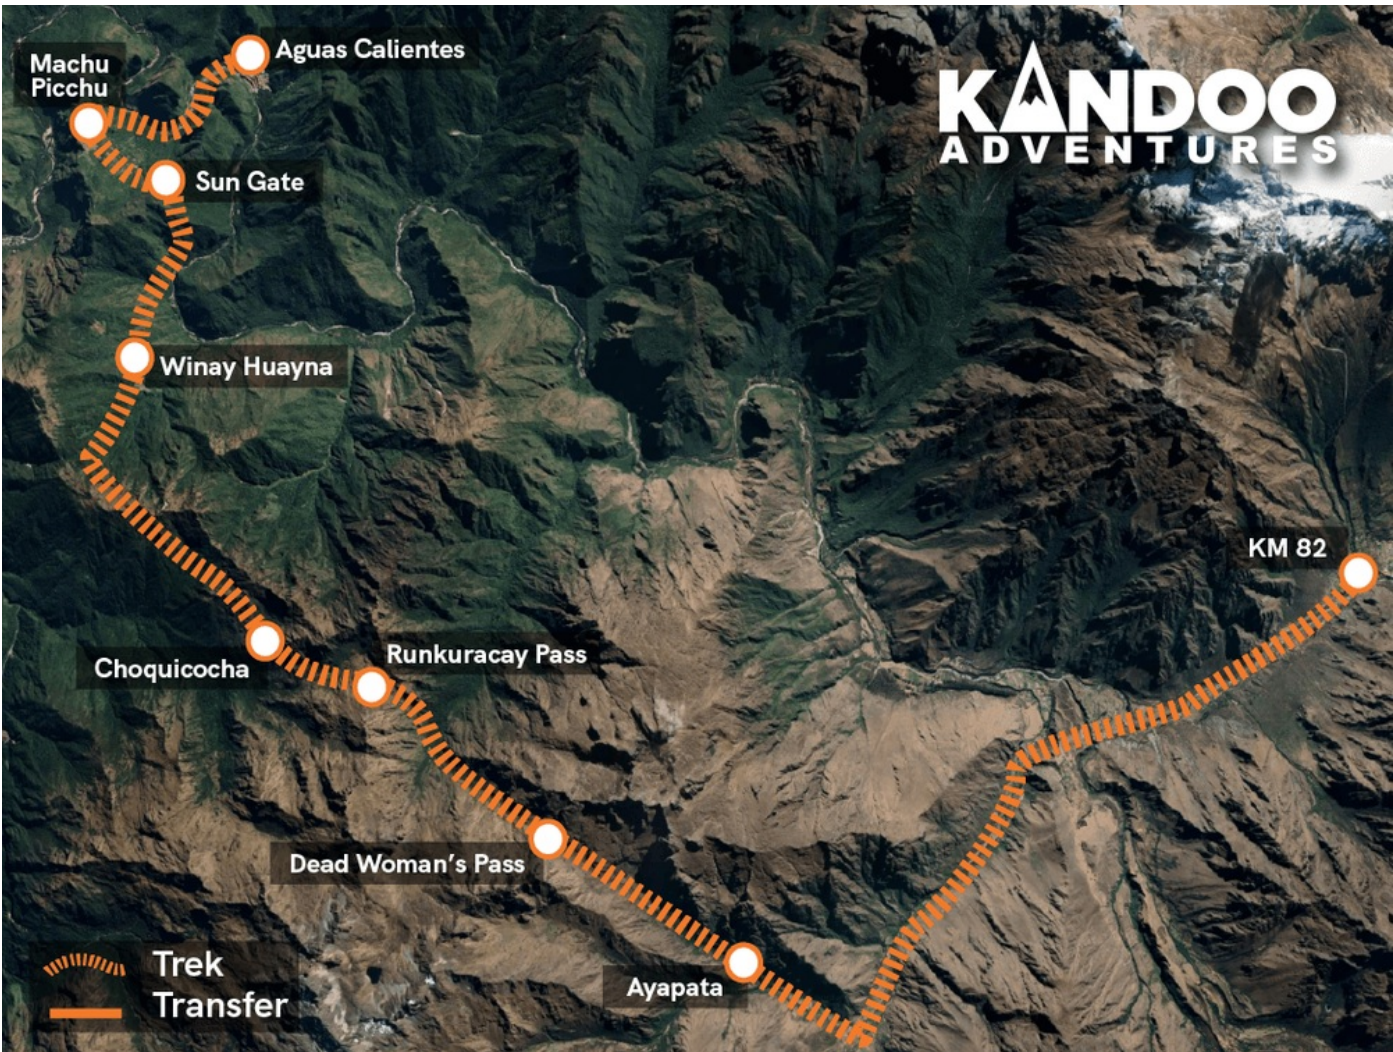 Machu
Picchu
Aguas Calientes
KANDOO
ADVENTURES
Sun Gate
Winay Huayna
KM 82
Choquicocha
Runkuracay Pass
Dead Woman's Pass
Ayapata
Trek
Transfer